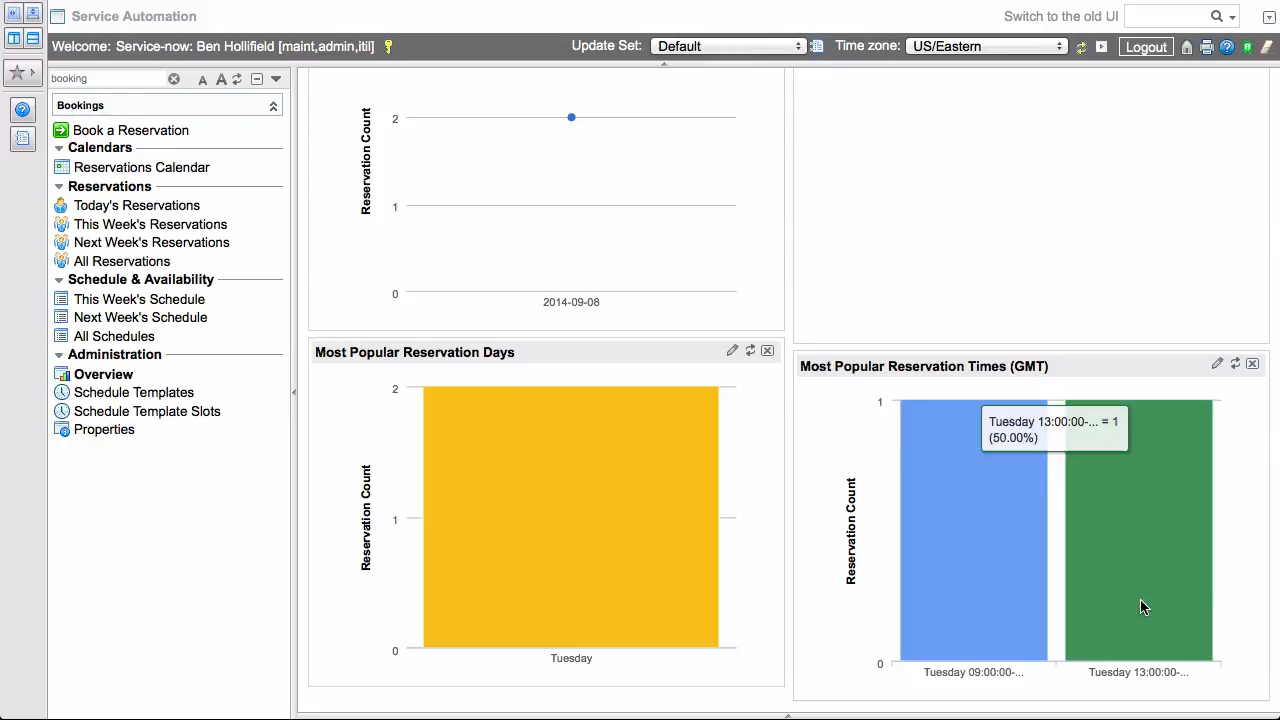 Service Automation
Switch to the old UI
Welcome: Service-now: Ben Hollifield [maint,admin,itil]
Update Set: Default
Time zone: US/Eastern
Logout
booking
A A
Bookings
Book a Reservation
Calendars
Reservations Calendar
Reservations
Today's Reservations
This Week's Reservations
Next Week's Reservations
All Reservations
Schedule & Availability
This Week's Schedule
Next Week's Schedule
All Schedules
Administration
Overview
Schedule Templates
Schedule Template Slots
Properties
Reservation Count
2
1
0
2014-09-08
Most Popular Reservation Days
Reservation Count
2
1
0
Tuesday
Most Popular Reservation Times (GMT)
Reservation Count
1
0
Tuesday 13:00:00-... = 1
(50.00%)
Tuesday 09:00:00-...
Tuesday 13:00:00-...